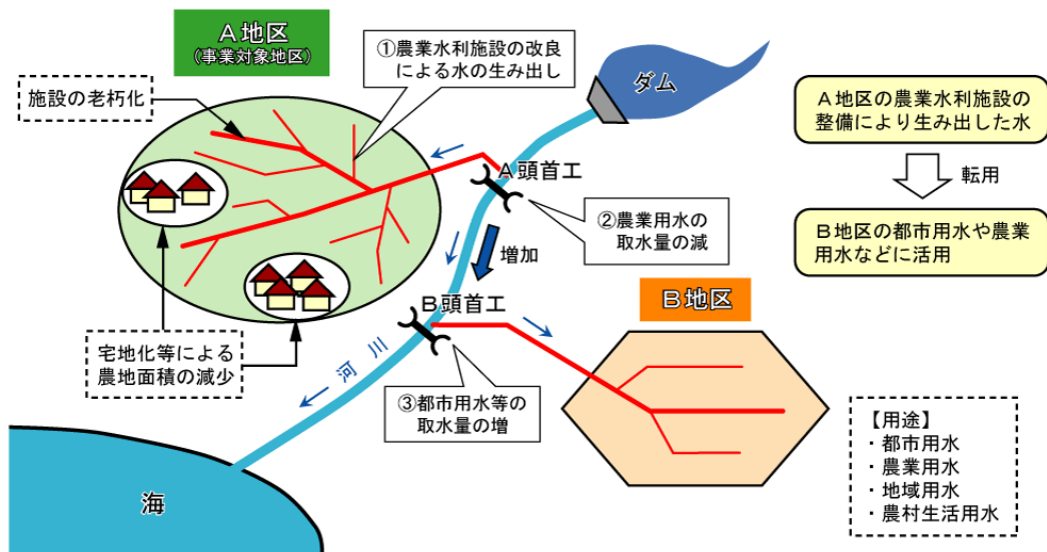 A地区
(事業対象地区)
①農業水利施設の改良
による水の生み出し
ダム
施設の老朽化
A地区の農業水利施設の
整備により生み出した水
転用
B地区の都市用水や農業
用水などに活用
A頭首工
②農業用水の
取水量の減
増加
B頭首工
B地区
宅地化等による
農地面積の減少
河川
③都市用水等の
取水量の増
【用途】
・都市用水
・農業用水
・地域用水
・農村生活用水
海